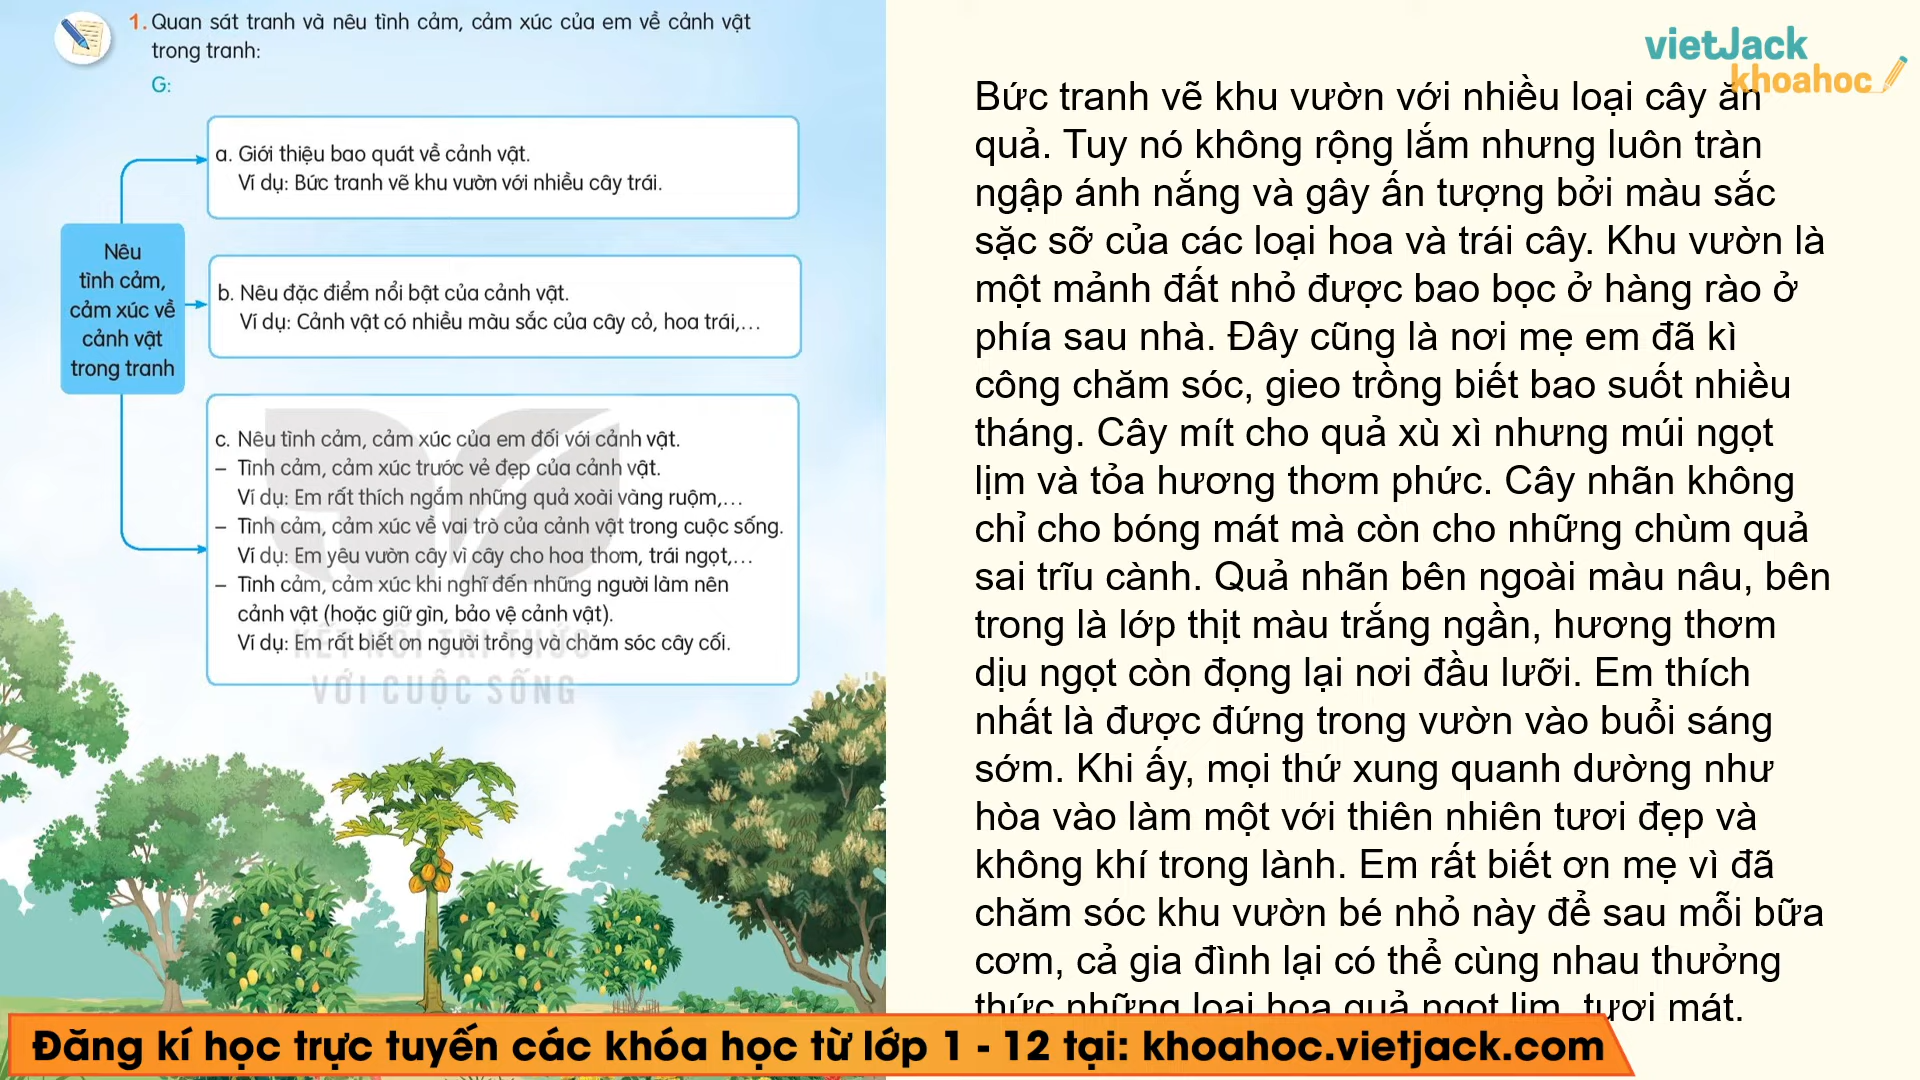 1. Quan sát tranh và nêu tình cảm, cảm xúc của em về cảnh vật
trong tranh:
G:
a. Giới thiệu bao quát về cảnh vật.
Ví dụ: Bức tranh vẽ khu vườn với nhiều cây trái.
Nêu
tình cảm,
cảm xúc về
cảnh vật
trong tranh
b. Nêu đặc điểm nổi bật của cảnh vật.
Ví dụ: Cảnh vật có nhiều màu sắc của cây cỏ, hoa trái,...
c. Nêu tình cảm, cảm xúc của em đối với cảnh vật.
– Tình cảm, cảm xúc trước vẻ đẹp của cảnh vật.
Ví dụ: Em rất thích ngắm những quả xoài vàng ruộm,...
– Tình cảm, cảm xúc về vai trò của cảnh vật trong cuộc sống.
Ví dụ: Em yêu vườn cây vì cây cho hoa thơm, trái ngọt,...
– Tình cảm, cảm xúc khi nghĩ đến những người làm nên
cảnh vật (hoặc giữ gìn, bảo vệ cảnh vật).
Ví dụ: Em rất biết ơn người trồng và chăm sóc cây cối.
KẾT NỐI TRI THỨC
VỚI CUỘC SỐNG
vietJack
khoahoc
Bức tranh vẽ khu vườn với nhiều loại cây ăn
quả. Tuy nó không rộng lắm nhưng luôn tràn
ngập ánh nắng và gây ấn tượng bởi màu sắc
sặc sỡ của các loại hoa và trái cây. Khu vườn là
một mảnh đất nhỏ được bao bọc ở hàng rào ở
phía sau nhà. Đây cũng là nơi mẹ em đã kì
công chăm sóc, gieo trồng biết bao suốt nhiều
tháng. Cây mít cho quả xù xì nhưng múi ngọt
lịm và tỏa hương thơm phức. Cây nhãn không
chỉ cho bóng mát mà còn cho những chùm quả
sai trĩu cành. Quả nhãn bên ngoài màu nâu, bên
trong là lớp thịt màu trắng ngần, hương thơm
dịu ngọt còn đọng lại nơi đầu lưỡi. Em thích
nhất là được đứng trong vườn vào buổi sáng
sớm. Khi ấy, mọi thứ xung quanh dường như
hòa vào làm một với thiên nhiên tươi đẹp và
không khí trong lành. Em rất biết ơn mẹ vì đã
chăm sóc khu vườn bé nhỏ này để sau mỗi bữa
cơm, cả gia đình lại có thể cùng nhau thưởng
thức những loại hoa quả ngọt lịm, tươi mát.
Đăng kí học trực tuyến các khóa học từ lớp 1 - 12 tại: khoahoc.vietjack.com